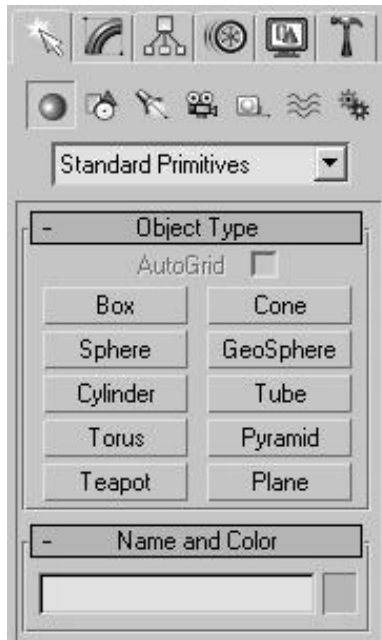 Standard Primitives
- Object Type
AutoGrid
Box Cone
Sphere GeoSphere
Cylinder Tube
Torus Pyramid
Teapot Plane
- Name and Color